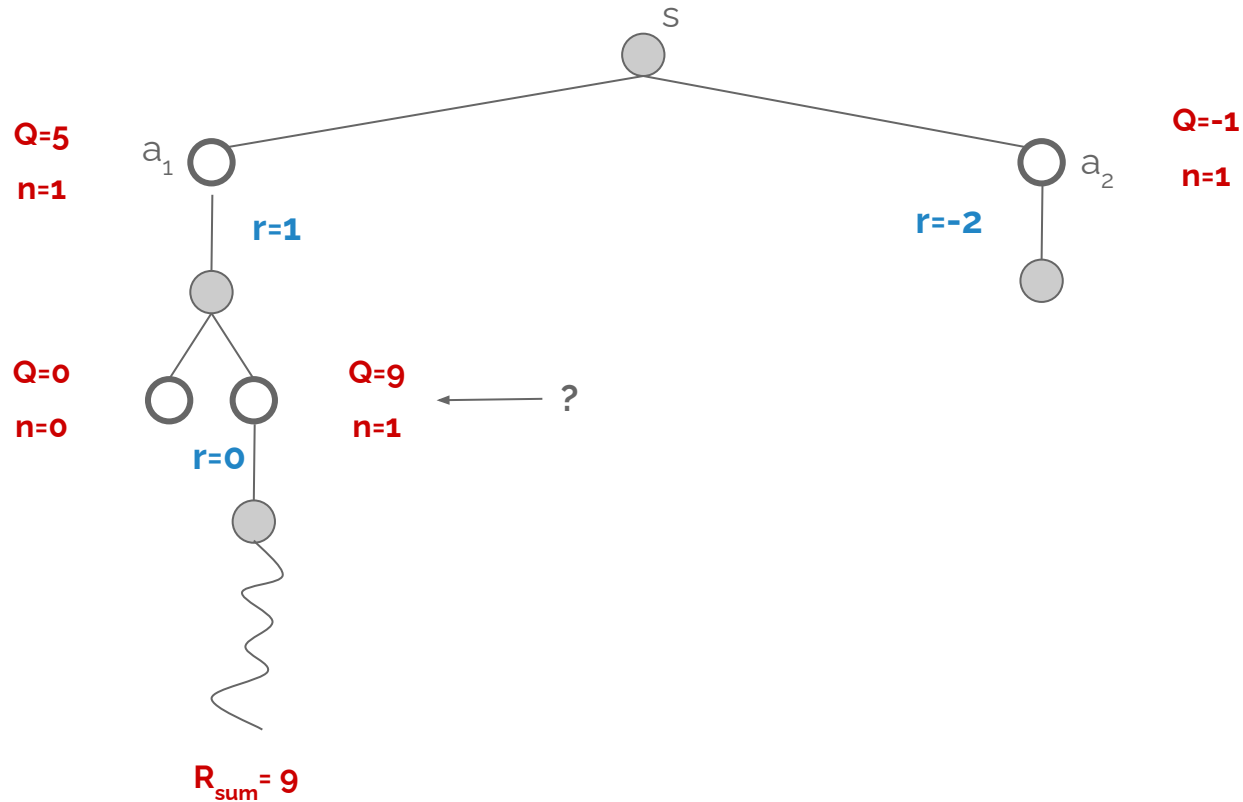 s
Q=5
a1
n=1
r=1
Q=-1
a2
n=1
r=-2
Q=0
n=0
Q=9
n=1
?
r=0
Rsum= 9